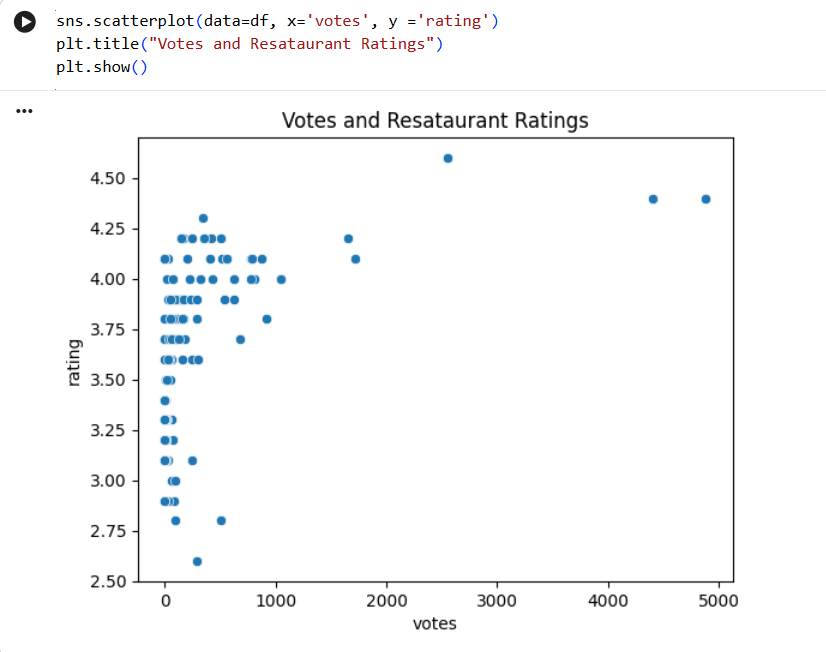 sns.scatterplot(data=df, x='votes', y ='rating')
plt.title("Votes and Resataurant Ratings")
plt.show()
Votes and Resataurant Ratings
4.50
4.25
4.00
3.75
3.50
3.25
3.00
2.75
2.50
rating
0 1000 2000 3000 4000 5000
votes